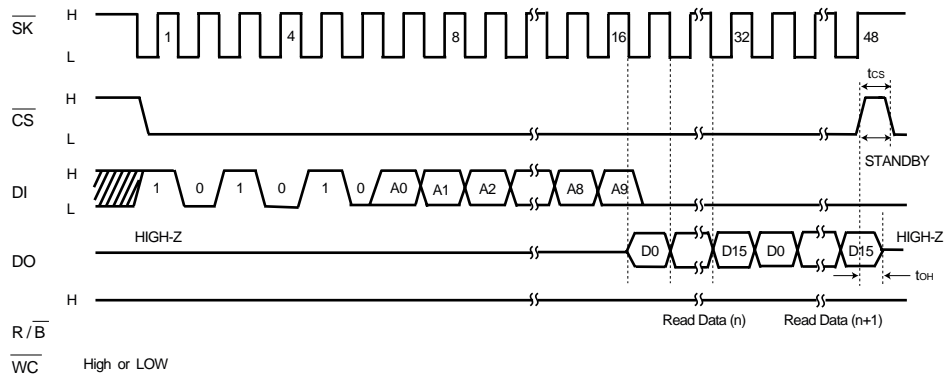 SK H L 1 4 8 16 32 48
tCS
CS H L
STANDBY
DI H L 1 0 1 0 1 0 A0 A1 A2 A8 A9
HIGH-Z HIGH-Z
DO D0 D15 D0 D15
tOH
H
R / B Read Data (n) Read Data (n+1)
WC High or LOW